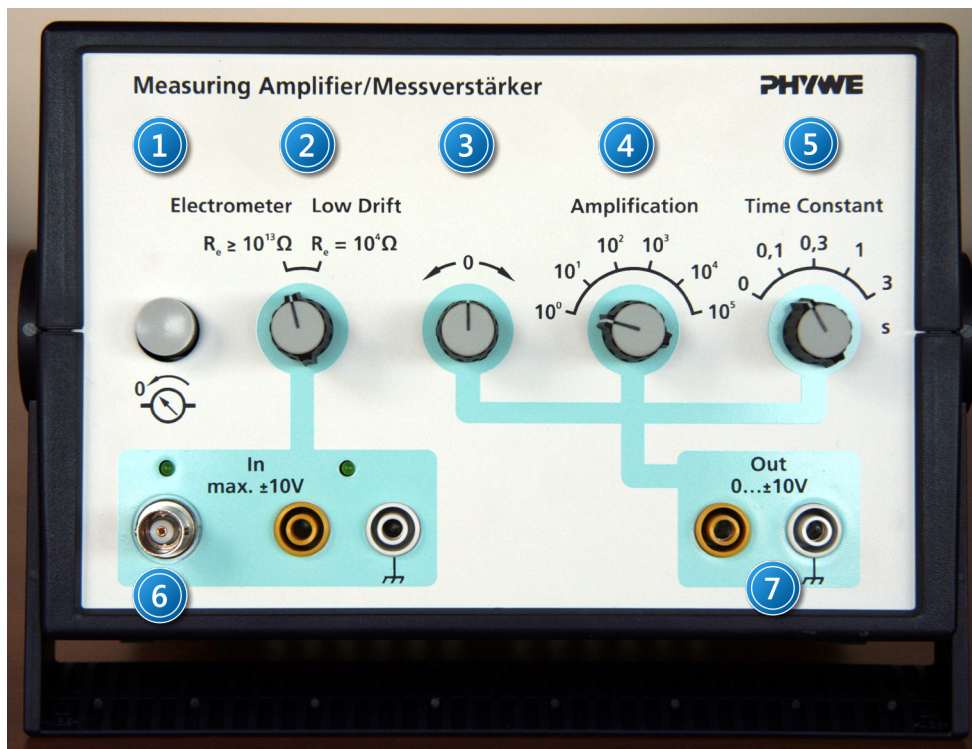 Measuring Amplifier/Messverstärker PHYWE
1 2 3 4 5
Electrometer Low Drift Amplification Time Constant
Rₑ ≥ 10¹³Ω Rₑ = 10⁴Ω
0
10⁰ 10¹ 10² 10³ 10⁴ 10⁵
0 0,1 0,3 1 3
s
0
In
max. ±10V
Out
0...±10V
6 7